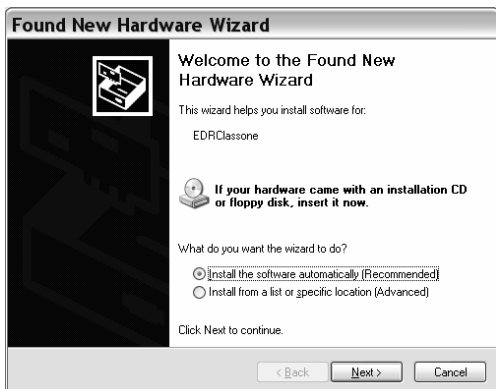 Found New Hardware Wizard
Welcome to the Found New
Hardware Wizard
This wizard helps you install software for:
EDRClassone
If your hardware came with an installation CD
or floppy disk, insert it now.
What do you want the wizard to do?
Install the software automatically (Recommended)
Install from a list or specific location (Advanced)
Click Next to continue.
< Back Next > Cancel